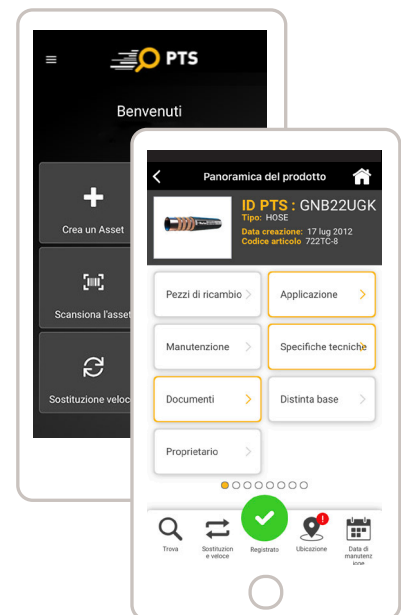 PTS
Benvenuti
Crea un Asset
Scansiona l'asset
Sostituzione veloc
Panoramica del prodotto
ID PTS : GNB22UGK
Tipo: HOSE
Data creazione: 17 lug 2012
Codice articolo 722TC-8
Pezzi di ricambio
Applicazione
Manutenzione
Specifiche tecniche
Documenti
Distinta base
Proprietario
Trova
Sostituzion
e veloce
Registrato
Ubicazione
Data di
manutenz
ione